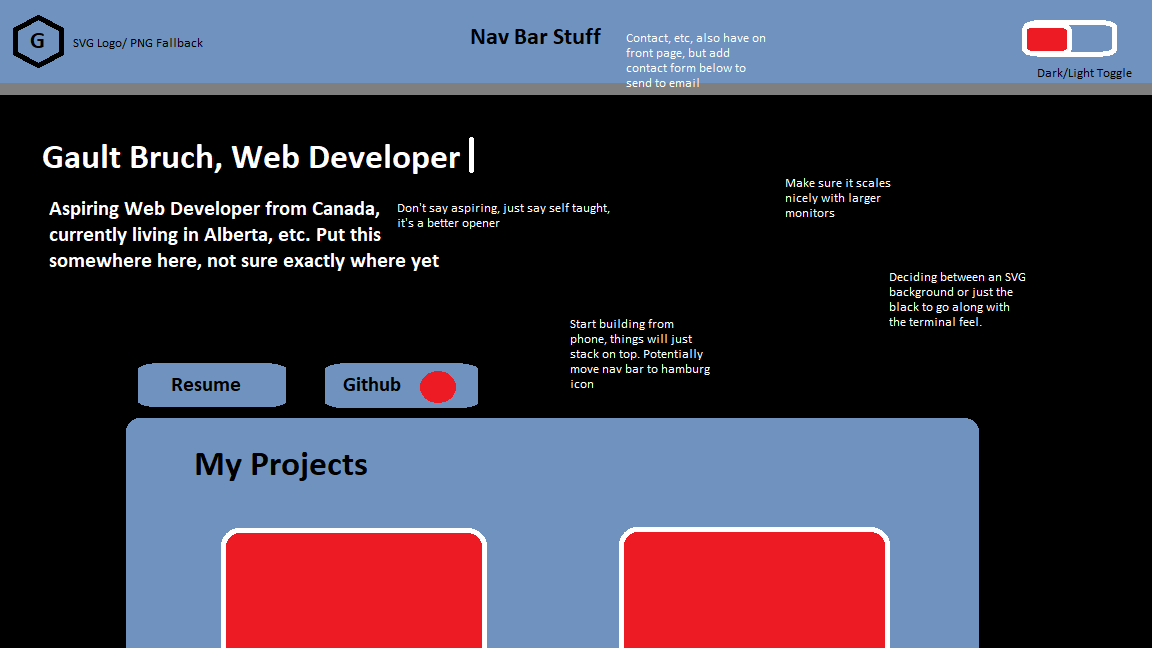 G
SVG Logo/ PNG Fallback
Nav Bar Stuff
Contact, etc, also have on
front page, but add
contact form below to
send to email
Dark/Light Toggle
Gault Bruch, Web Developer
Aspiring Web Developer from Canada,
currently living in Alberta, etc. Put this
somewhere here, not sure exactly where yet
Don't say aspiring, just say self taught,
it's a better opener
Make sure it scales
nicely with larger
monitors
Deciding between an SVG
background or just the
black to go along with
the terminal feel.
Start building from
phone, things will just
stack on top. Potentially
move nav bar to hamburg
icon
Resume
Github
My Projects